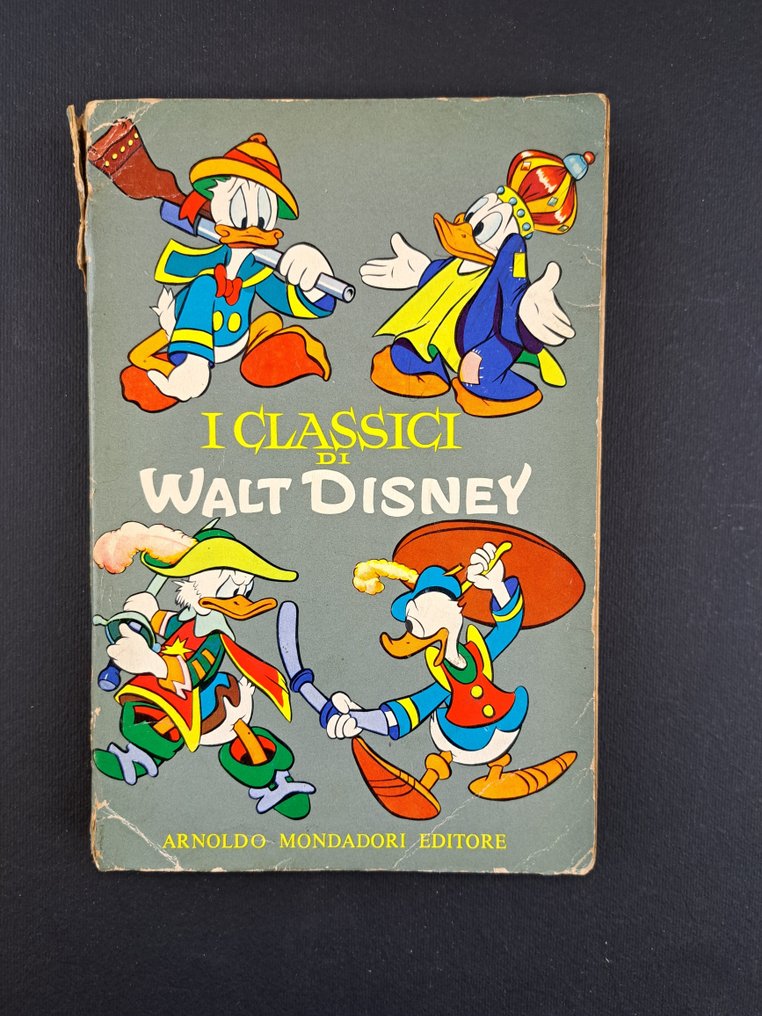 I CLASSICI
DI
WALT DISNEY
ARNOLDO MONDADORI EDITORE